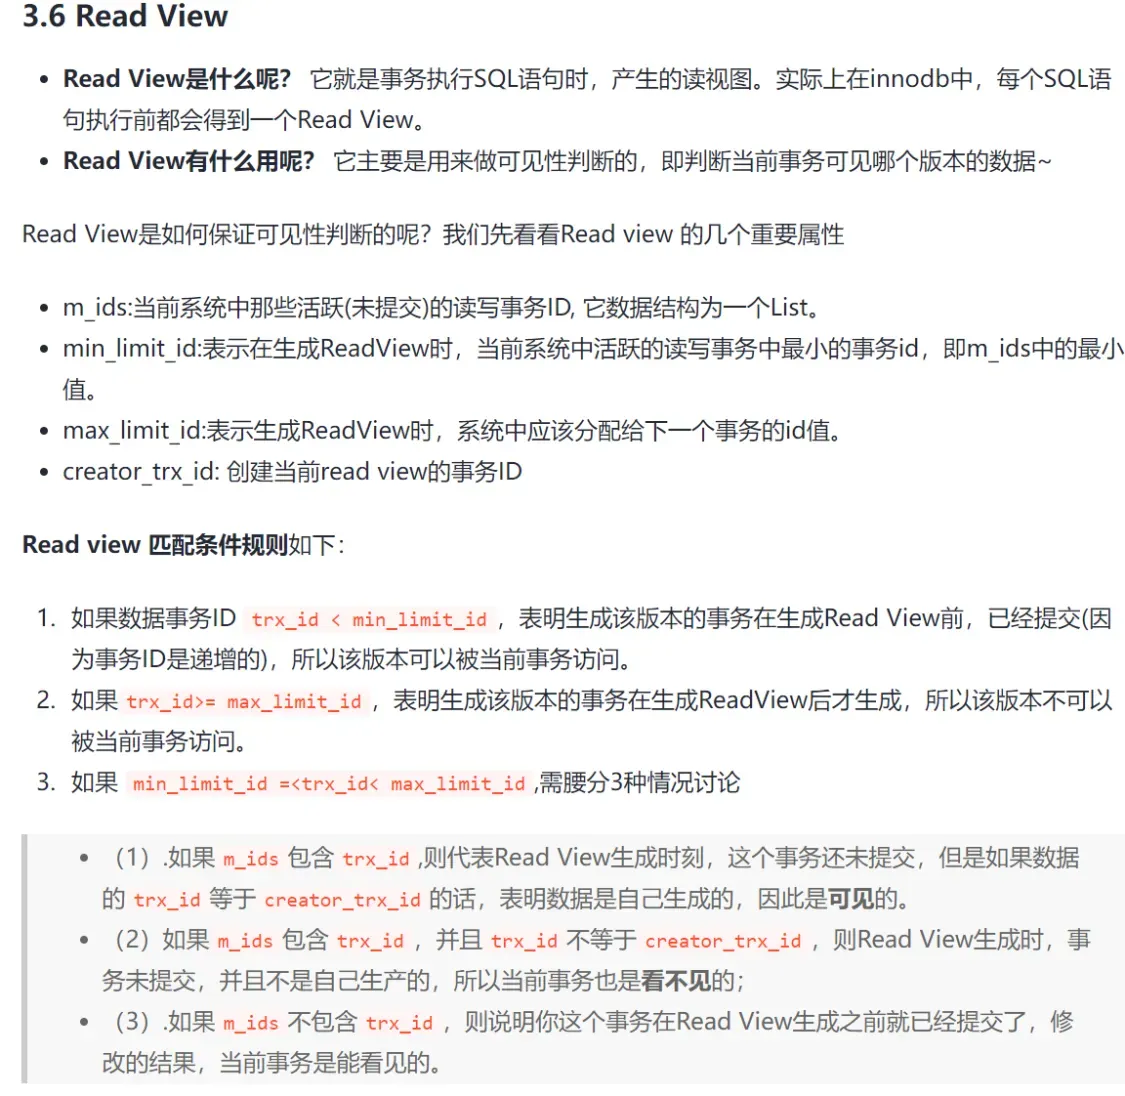 3.6 Read View
Read View是什么呢？ 它就是事务执行SQL语句时，产生的读视图。实际上在innodb中，每个SQL语
句执行前都会得到一个Read View。
Read View有什么用呢？ 它主要是用来做可见性判断的，即判断当前事务可见哪个版本的数据~
Read View是如何保证可见性判断的呢？我们先看看Read view 的几个重要属性
m_ids:当前系统中那些活跃(未提交)的读写事务ID, 它数据结构为一个List。
min_limit_id:表示在生成ReadView时，当前系统中活跃的读写事务中最小的事务id，即m_ids中的最小
值。
max_limit_id:表示生成ReadView时，系统中应该分配给下一个事务的id值。
creator_trx_id: 创建当前read view的事务ID
Read view 匹配条件规则如下：
1. 如果数据事务ID trx_id < min_limit_id ，表明生成该版本的事务在生成Read View前，已经提交(因
为事务ID是递增的)，所以该版本可以被当前事务访问。
2. 如果 trx_id>= max_limit_id ，表明生成该版本的事务在生成ReadView后才生成，所以该版本不可以
被当前事务访问。
3. 如果 min_limit_id =<trx_id< max_limit_id ,需腰分3种情况讨论
（1）.如果 m_ids 包含 trx_id ,则代表Read View生成时刻，这个事务还未提交，但是如果数据
的 trx_id 等于 creator_trx_id 的话，表明数据是自己生成的，因此是可见的。
（2）如果 m_ids 包含 trx_id ，并且 trx_id 不等于 creator_trx_id ，则Read View生成时，事
务未提交，并且不是自己生产的，所以当前事务也是看不见的；
（3）.如果 m_ids 不包含 trx_id ，则说明你这个事务在Read View生成之前就已经提交了，修
改的结果，当前事务是能看见的。